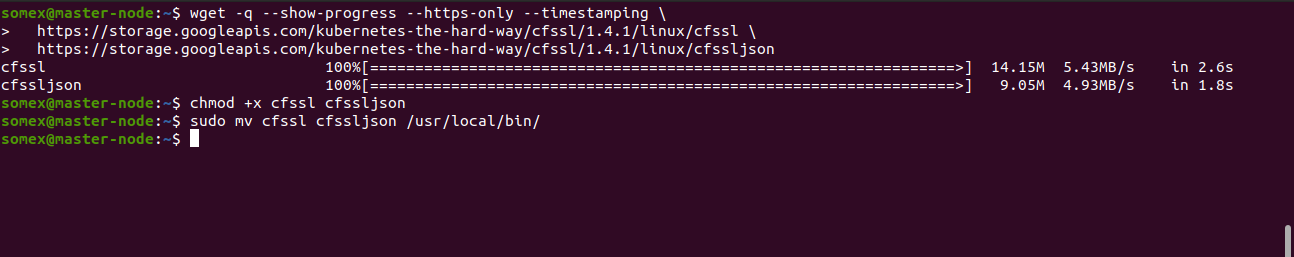 somex@master-node:~$ wget -q --show-progress --https-only --timestamping \
>   https://storage.googleapis.com/kubernetes-the-hard-way/cfssl/1.4.1/linux/cfssl \
>   https://storage.googleapis.com/kubernetes-the-hard-way/cfssl/1.4.1/linux/cfssljson
cfssl                               100%[=================================================================>]  14.15M  5.43MB/s    in 2.6s
cfssljson                           100%[=================================================================>]   9.05M  4.93MB/s    in 1.8s
somex@master-node:~$ chmod +x cfssl cfssljson
somex@master-node:~$ sudo mv cfssl cfssljson /usr/local/bin/
somex@master-node:~$